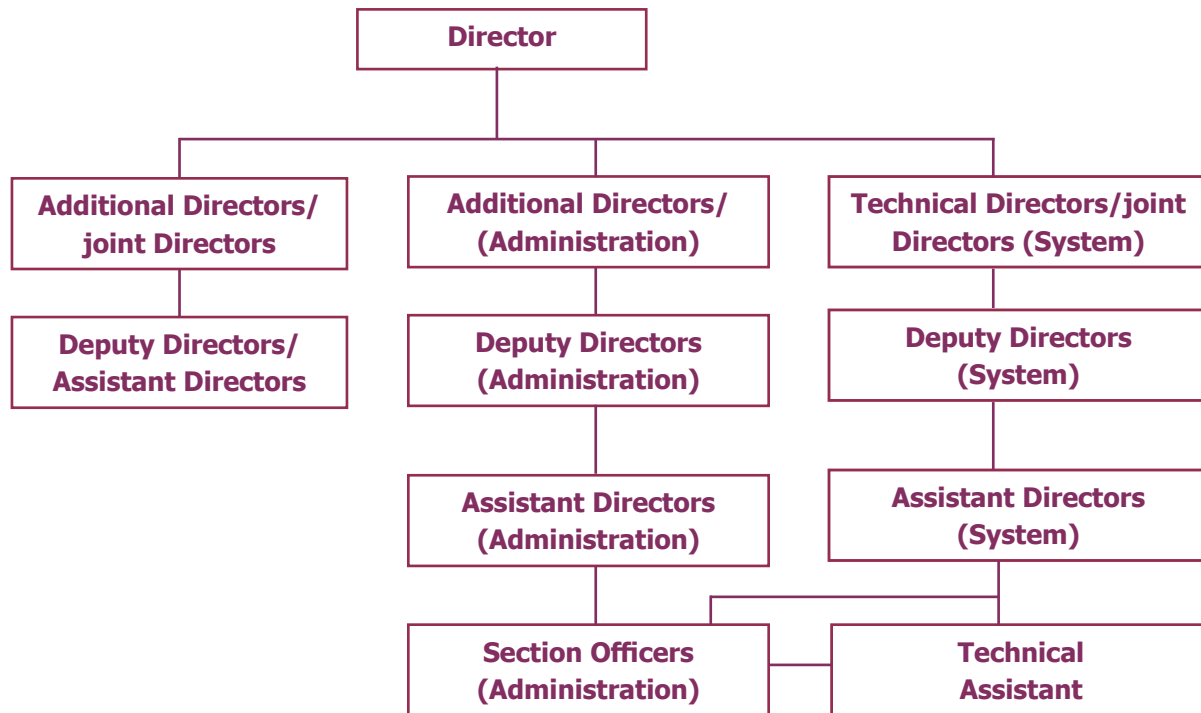 Director
Additional Directors/
joint Directors
Additional Directors/
(Administration)
Technical Directors/joint
Directors (System)
Deputy Directors/
Assistant Directors
Deputy Directors
(Administration)
Deputy Directors
(System)
Assistant Directors
(Administration)
Assistant Directors
(System)
Section Officers
(Administration)
Technical
Assistant